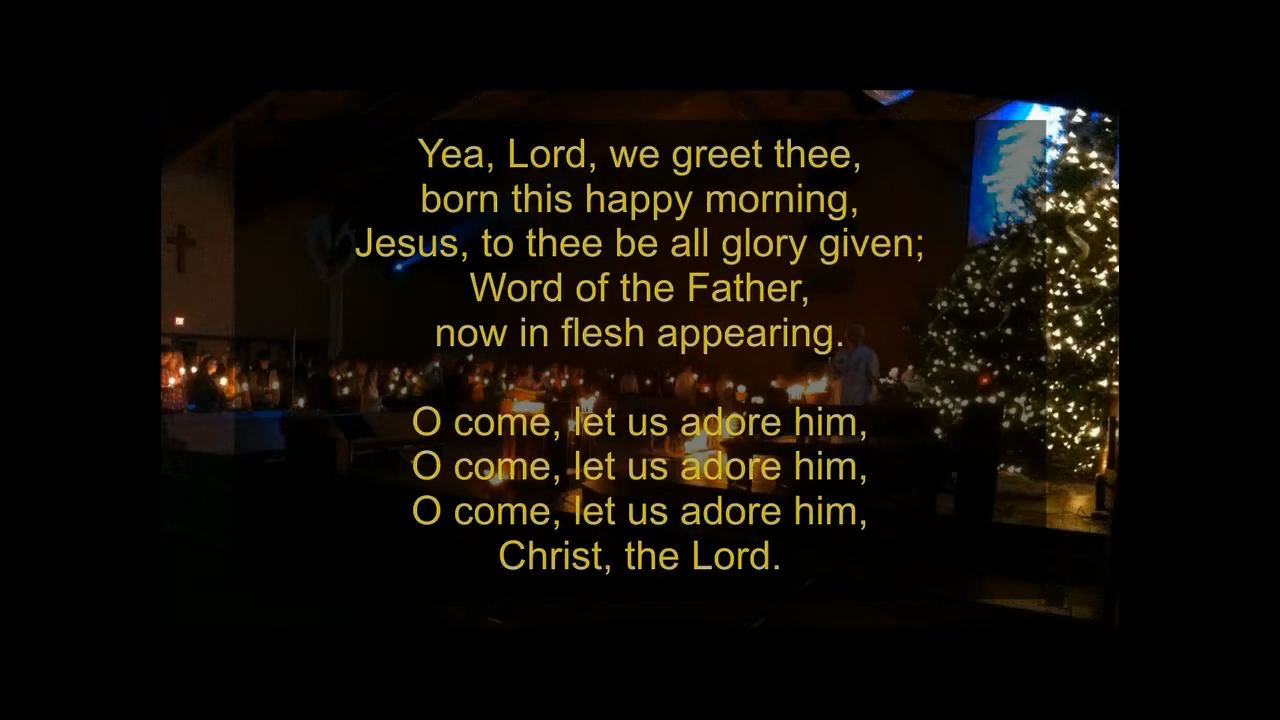 Yea, Lord, we greet thee,
born this happy morning,
Jesus, to thee be all glory given;
Word of the Father,
now in flesh appearing.
O come, let us adore him,
O come, let us adore him,
O come, let us adore him,
Christ, the Lord.